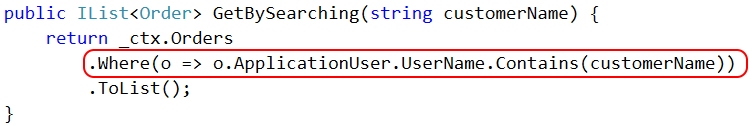 public IList<Order> GetBySearching(string customerName) {
    return _ctx.Orders
        .Where(o => o.ApplicationUser.UserName.Contains(customerName))
        .ToList();
}